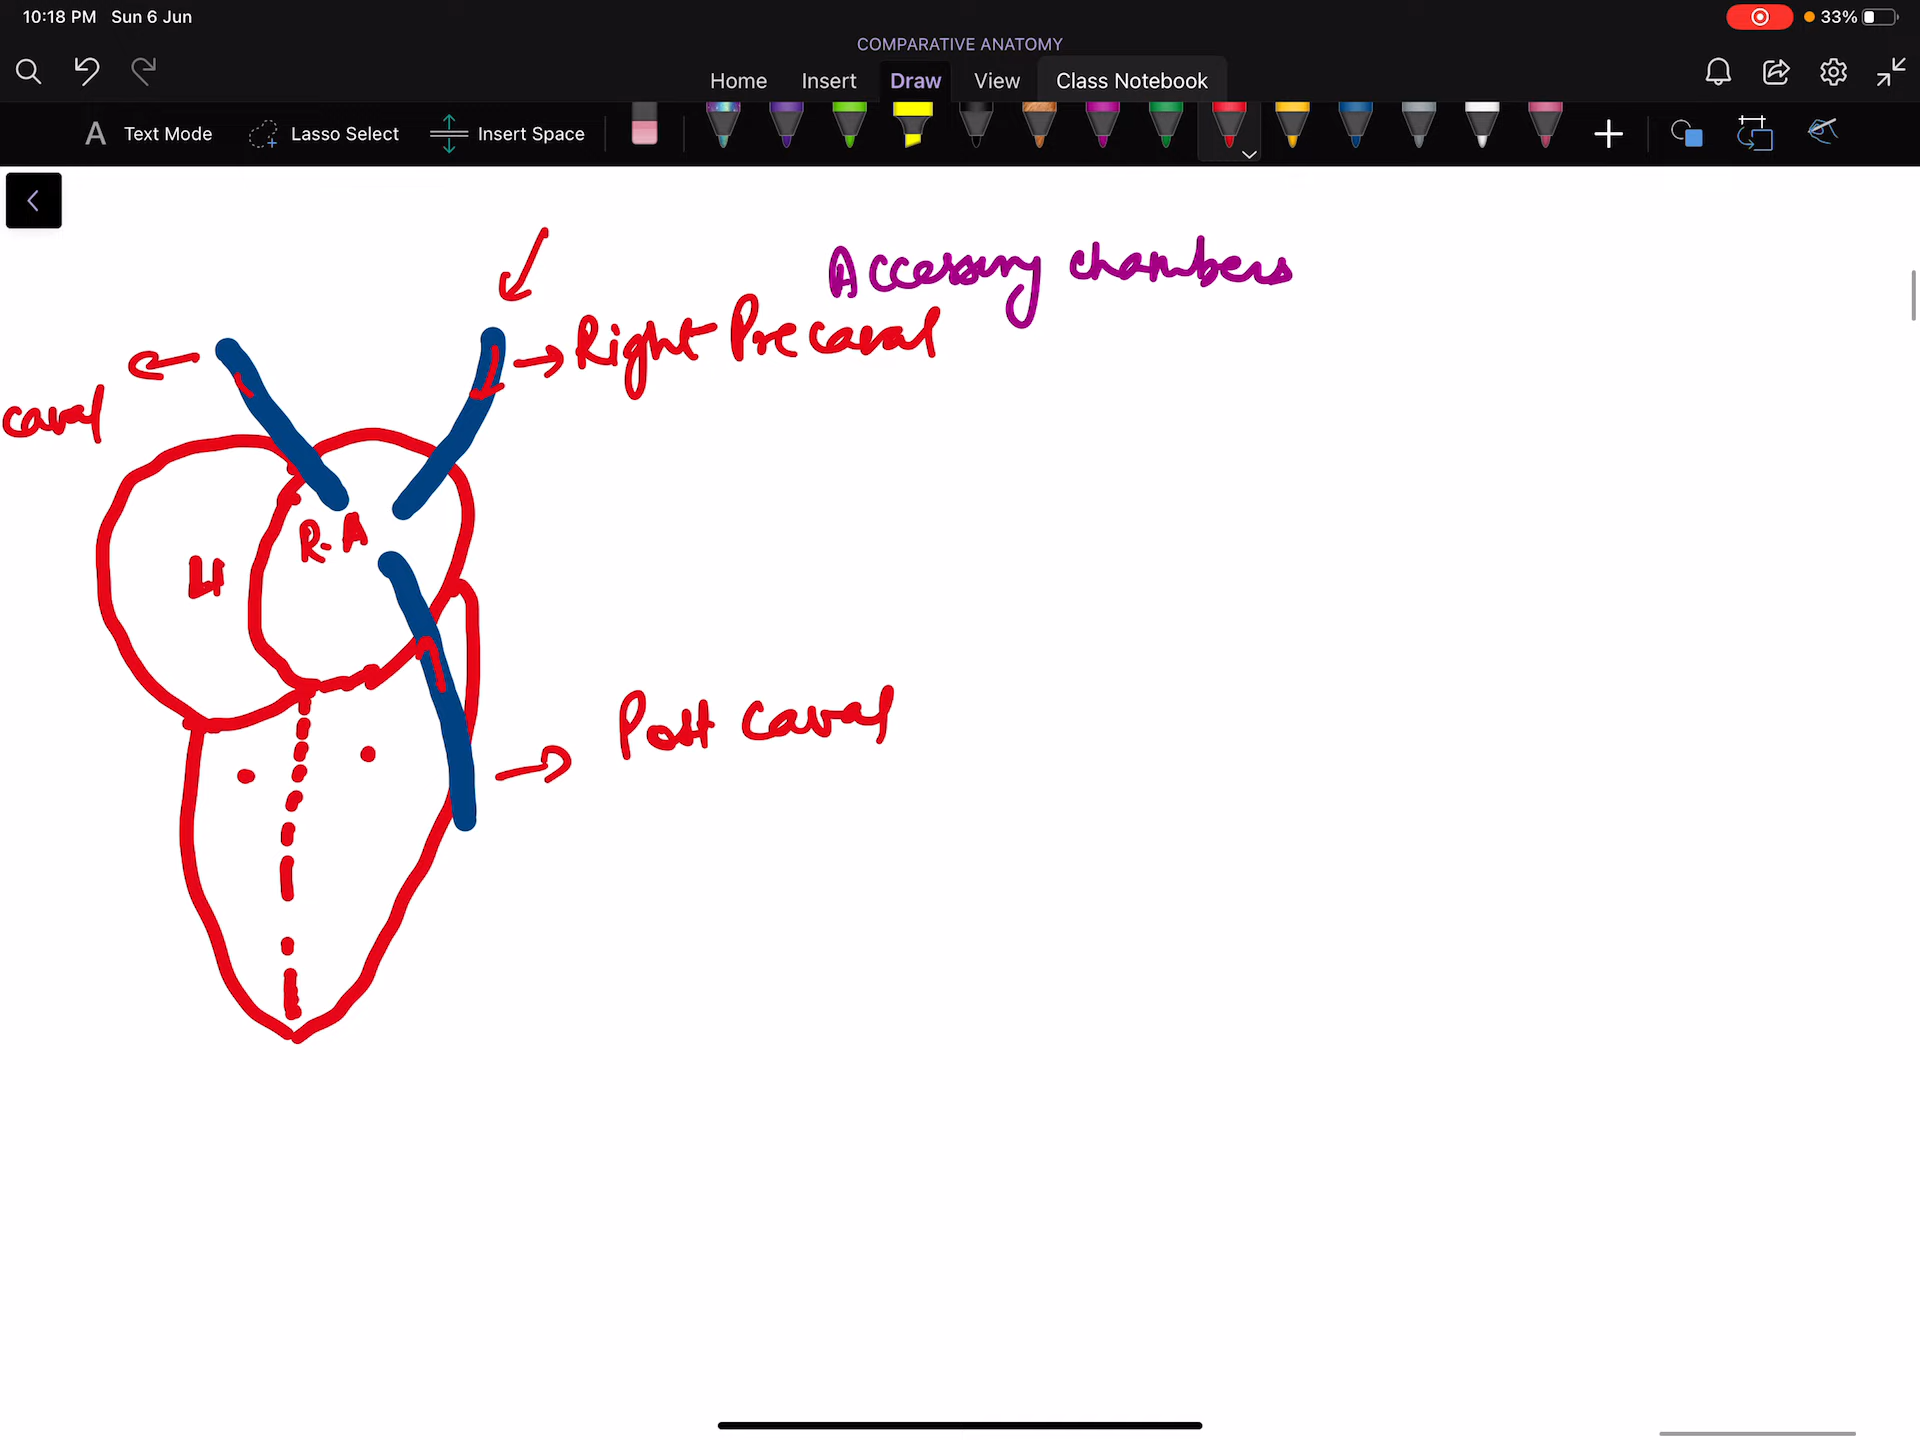 10:18 PM Sun 6 Jun
33%
COMPARATIVE ANATOMY
Home Insert Draw View Class Notebook
A Text Mode Lasso Select Insert Space
Accessory chambers
Right Precaval
caval
R.A
Post caval